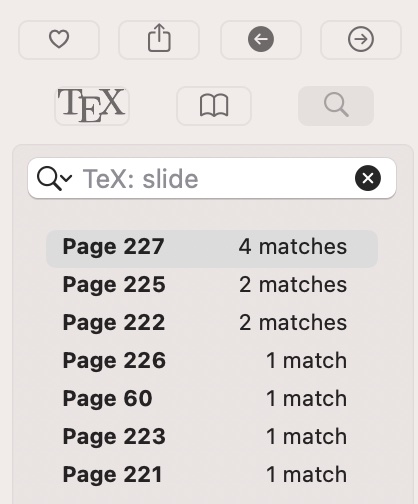 TEX
TeX: slide
Page 227 4 matches
Page 225 2 matches
Page 222 2 matches
Page 226 1 match
Page 60 1 match
Page 223 1 match
Page 221 1 match